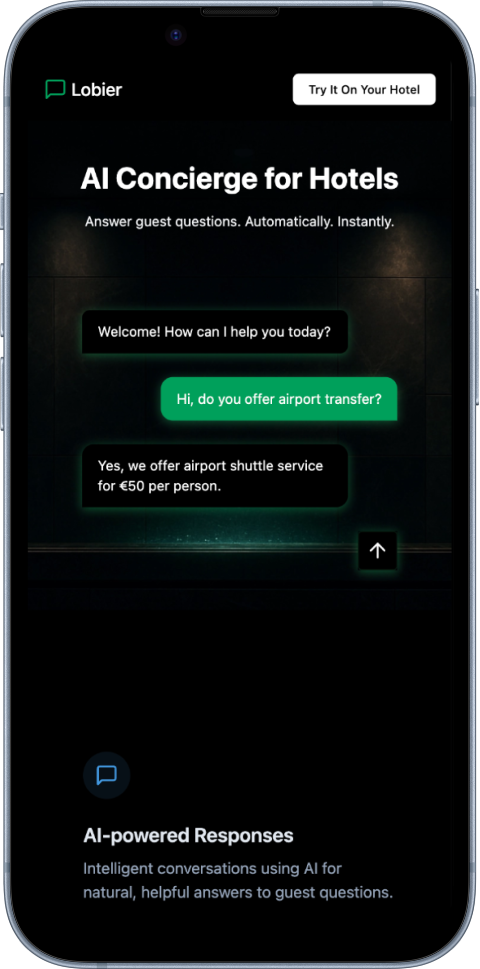 Lobier
Try It On Your Hotel
AI Concierge for Hotels
Answer guest questions. Automatically. Instantly.
Welcome! How can I help you today?
Hi, do you offer airport transfer?
Yes, we offer airport shuttle service
for €50 per person.
AI-powered Responses
Intelligent conversations using AI for
natural, helpful answers to guest questions.